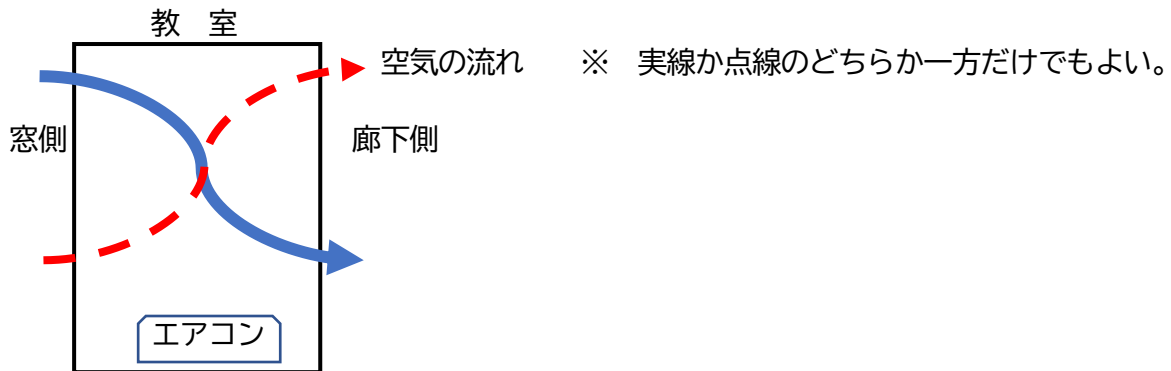 教　室
空気の流れ　　※　実線か点線のどちらか一方だけでもよい。
窓側
廊下側
エアコン